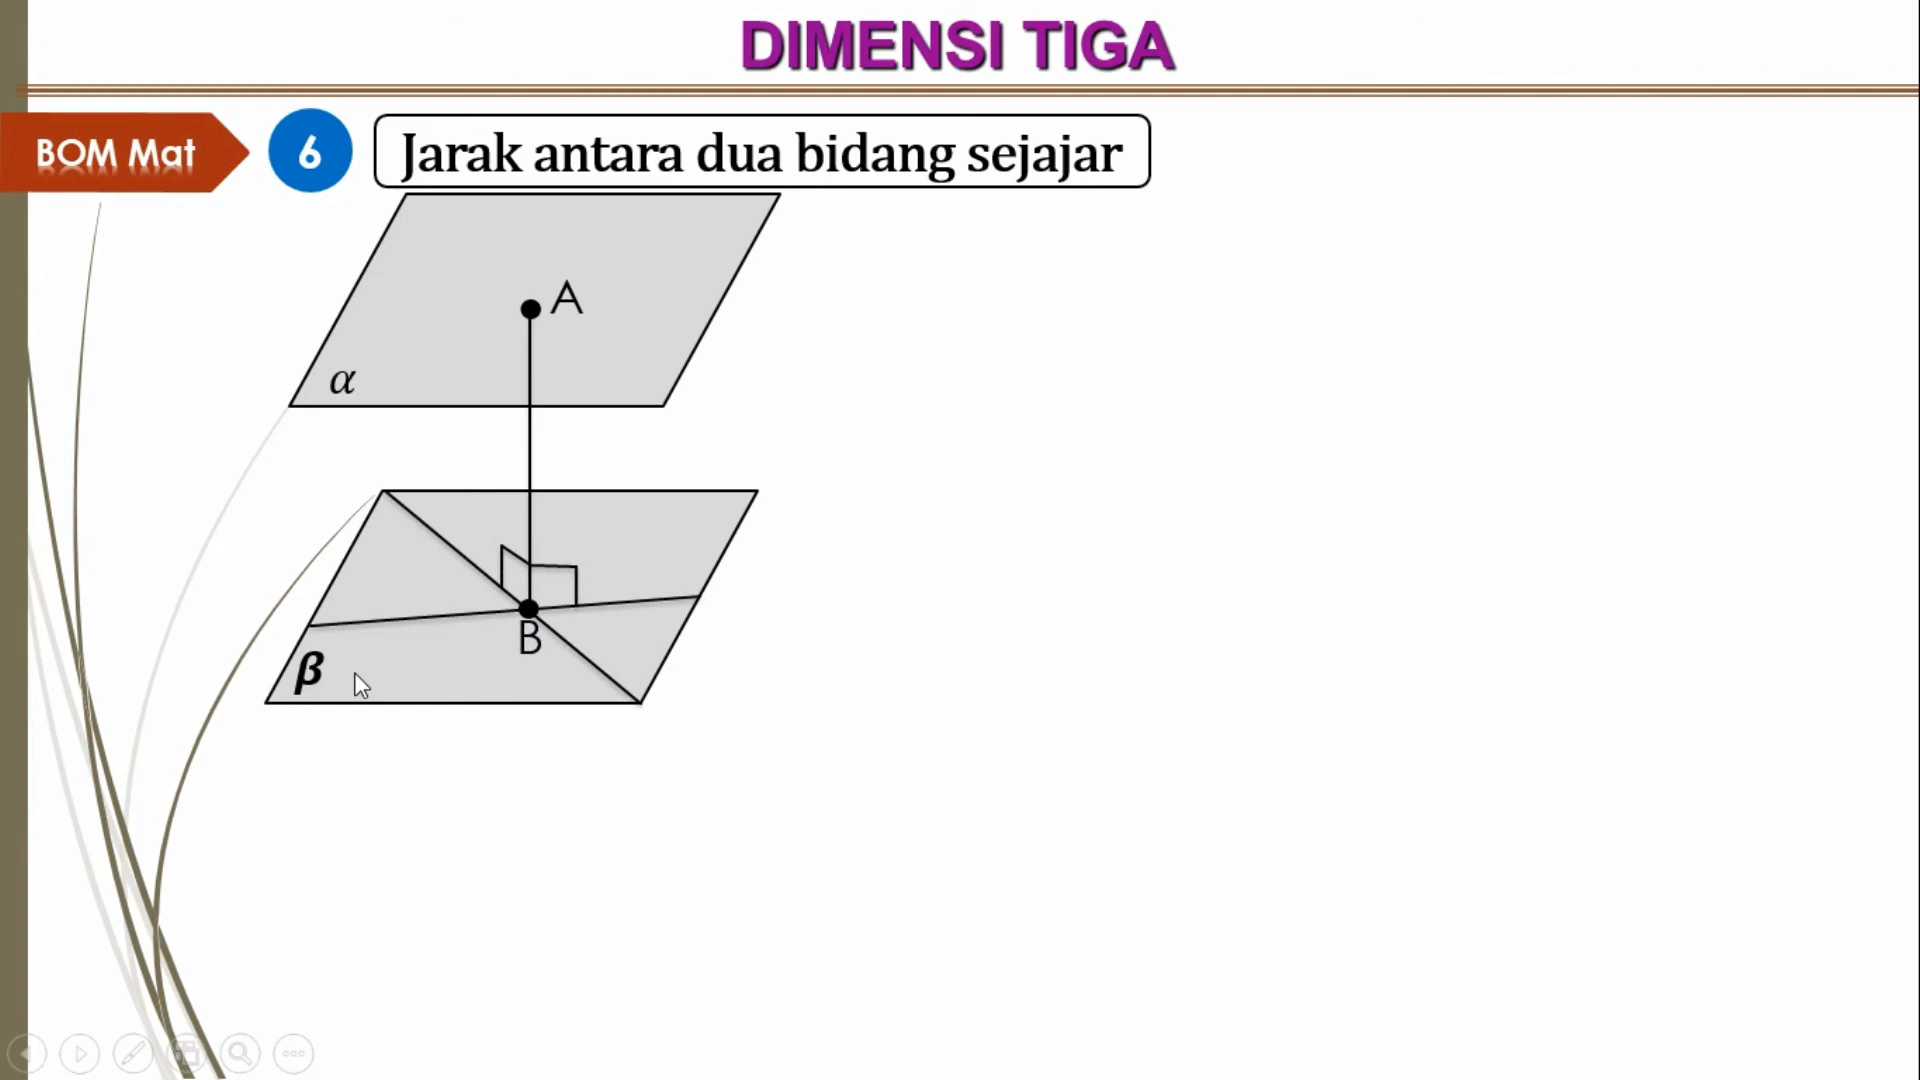 DIMENSI TIGA
BOM Mat
6
Jarak antara dua bidang sejajar
A
α
B
β